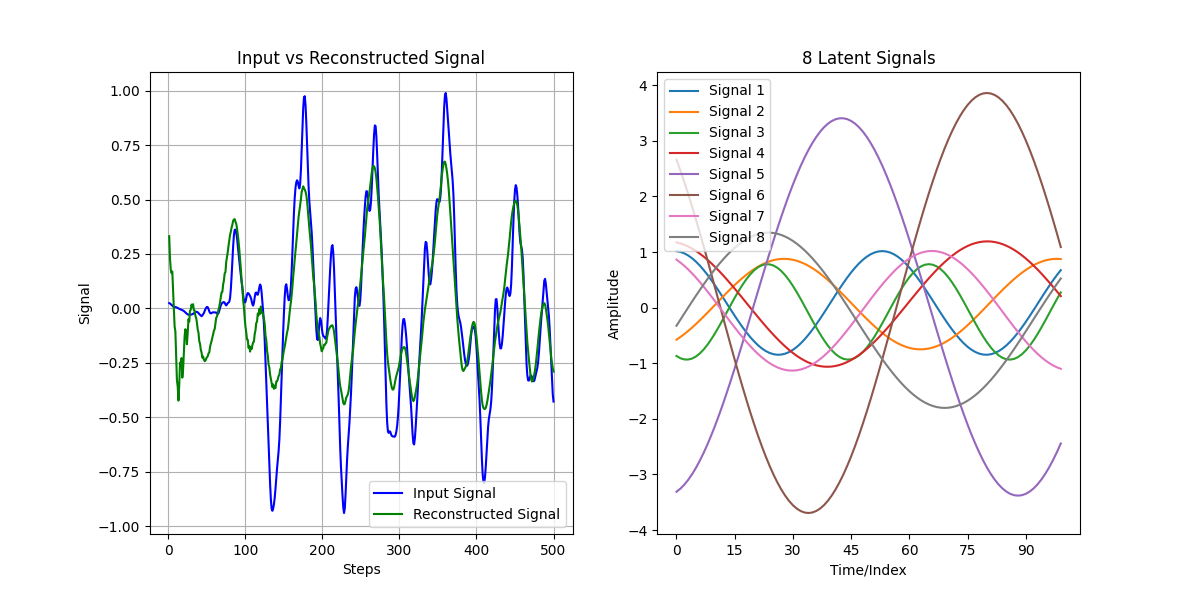 Input vs Reconstructed Signal
1.00
0.75
0.50
0.25
0.00
−0.25
−0.50
−0.75
−1.00
Signal
0 100 200 300 400 500
Steps
Input Signal
Reconstructed Signal
8 Latent Signals
4
3
2
1
0
−1
−2
−3
−4
Amplitude
0 15 30 45 60 75 90
Time/Index
Signal 1
Signal 2
Signal 3
Signal 4
Signal 5
Signal 6
Signal 7
Signal 8